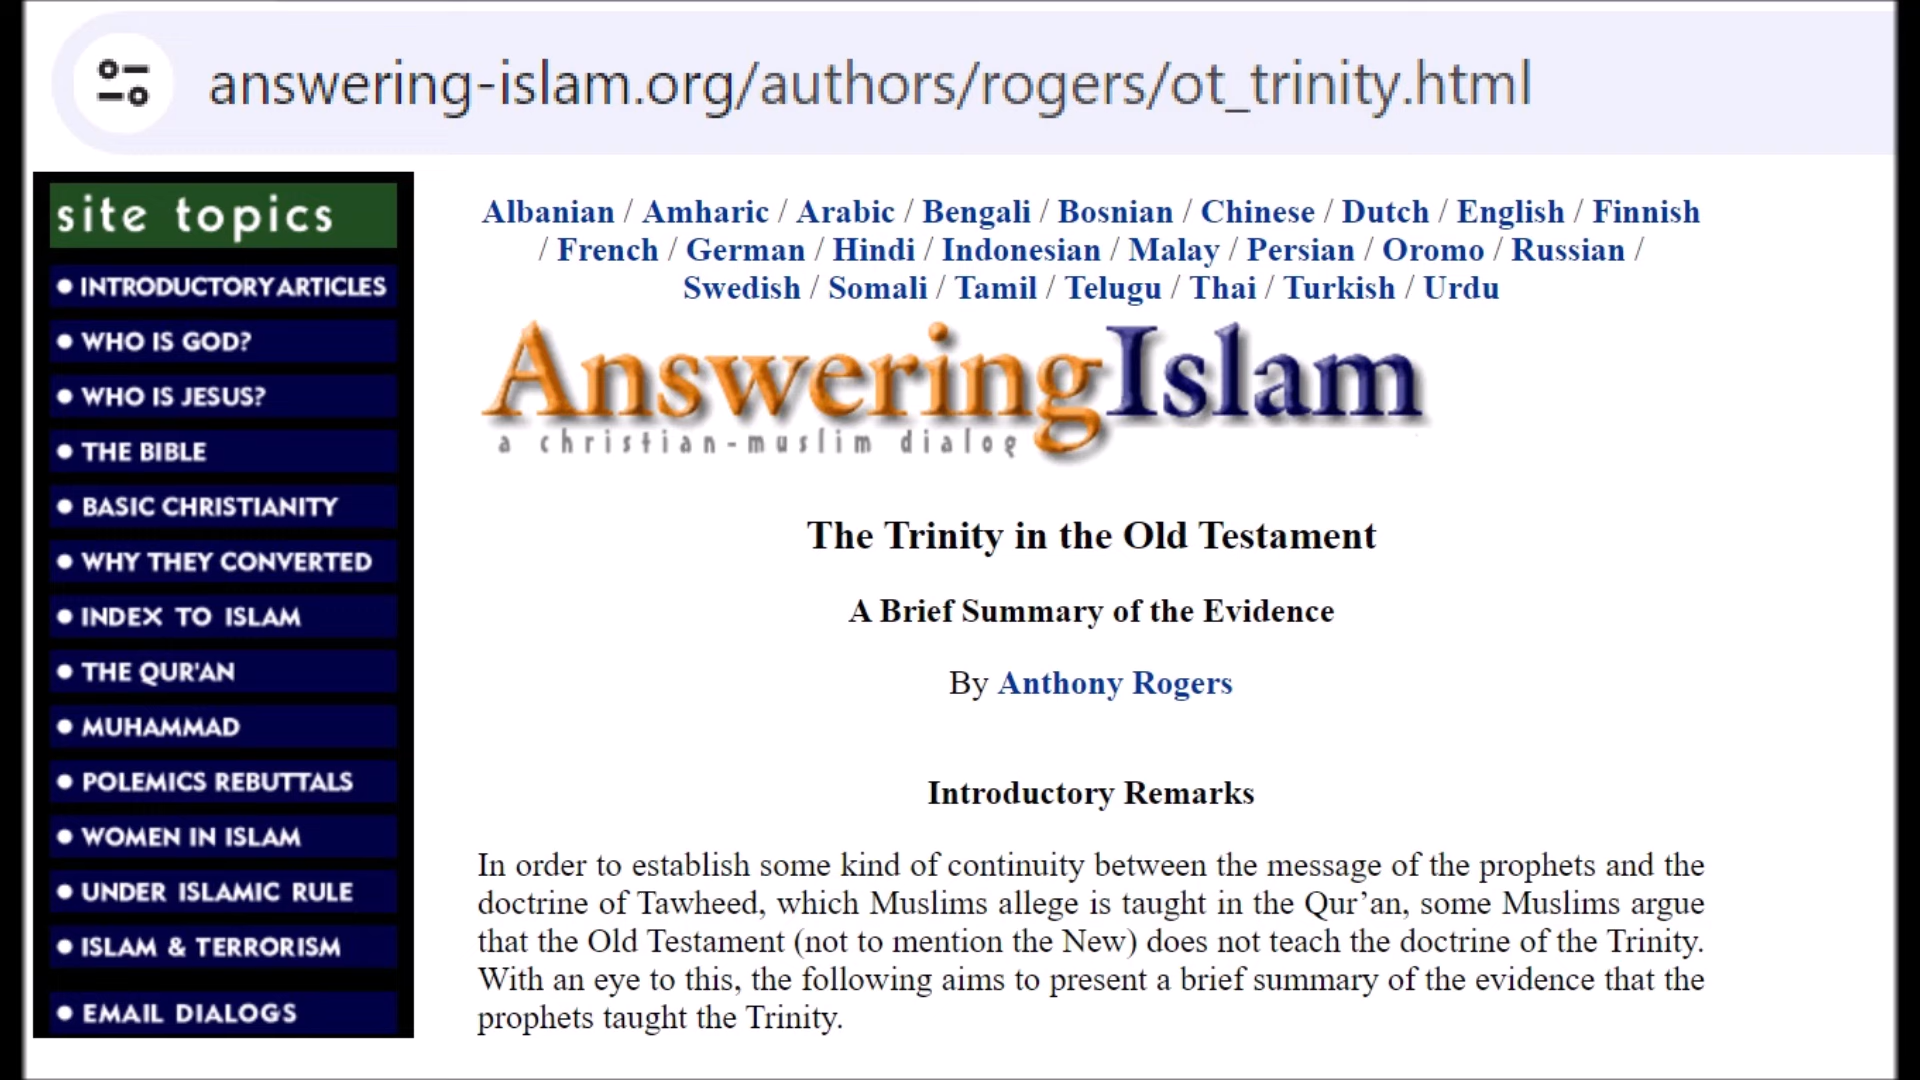 answering-islam.org/authors/rogers/ot_trinity.html
site topics
• INTRODUCTORY ARTICLES
• WHO IS GOD?
• WHO IS JESUS?
• THE BIBLE
• BASIC CHRISTIANITY
• WHY THEY CONVERTED
• INDEX TO ISLAM
• THE QUR'AN
• MUHAMMAD
• POLEMICS REBUTTALS
• WOMEN IN ISLAM
• UNDER ISLAMIC RULE
• ISLAM & TERRORISM
• EMAIL DIALOGS
Albanian / Amharic / Arabic / Bengali / Bosnian / Chinese / Dutch / English / Finnish
/ French / German / Hindi / Indonesian / Malay / Persian / Oromo / Russian /
Swedish / Somali / Tamil / Telugu / Thai / Turkish / Urdu
AnsweringIslam
a christian-muslim dialog
The Trinity in the Old Testament
A Brief Summary of the Evidence
By Anthony Rogers
Introductory Remarks
In order to establish some kind of continuity between the message of the prophets and the
doctrine of Tawheed, which Muslims allege is taught in the Qur’an, some Muslims argue
that the Old Testament (not to mention the New) does not teach the doctrine of the Trinity.
With an eye to this, the following aims to present a brief summary of the evidence that the
prophets taught the Trinity.